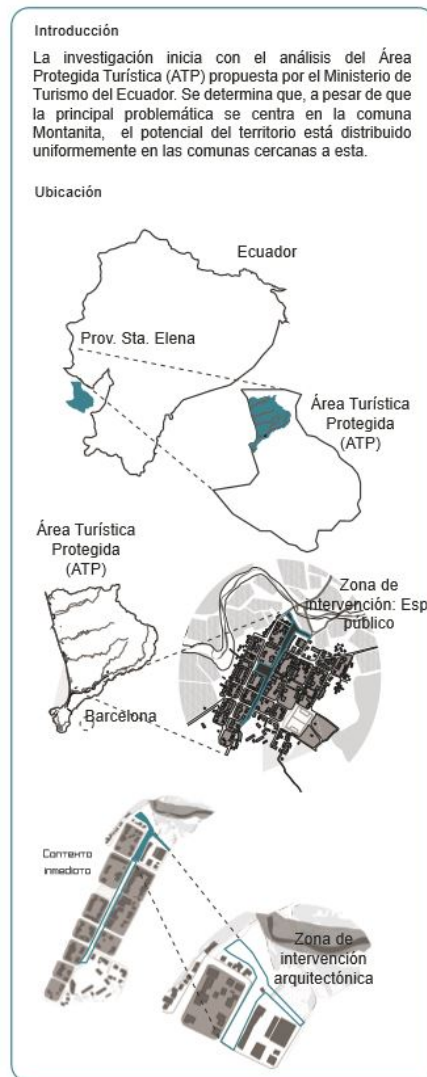 Introducción
La investigación inicia con el análisis del Área
Protegida Turística (ATP) propuesta por el Ministerio de
Turismo del Ecuador. Se determina que, a pesar de que
la principal problemática se centra en la comuna
Montanita, el potencial del territorio está distribuido
uniformemente en las comunas cercanas a esta.
Ubicación
Ecuador
Prov. Sta. Elena
Área Turística
Protegida
(ATP)
Área Turística
Protegida
(ATP)
Zona de
intervención: Esp
público
Barcelona
Contexto
inmediato
Zona de
intervención
arquitectónica